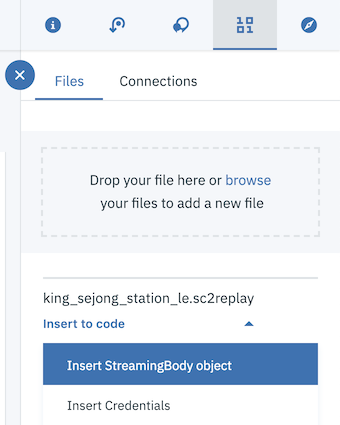 Files
Connections
Drop your file here or browse
your files to add a new file
king_sejong_station_le.sc2replay
Insert to code
Insert StreamingBody object
Insert Credentials